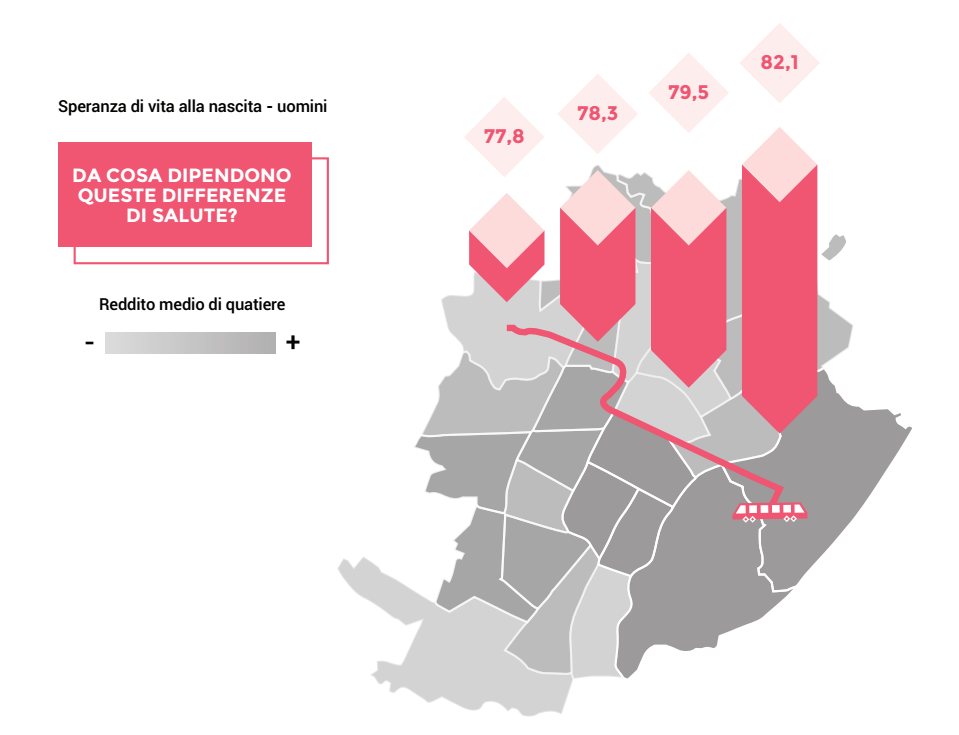 82,1
79,5
78,3
77,8
Speranza di vita alla nascita - uomini
DA COSA DIPENDONO
QUESTE DIFFERENZE
DI SALUTE?
Reddito medio di quatiere
- +